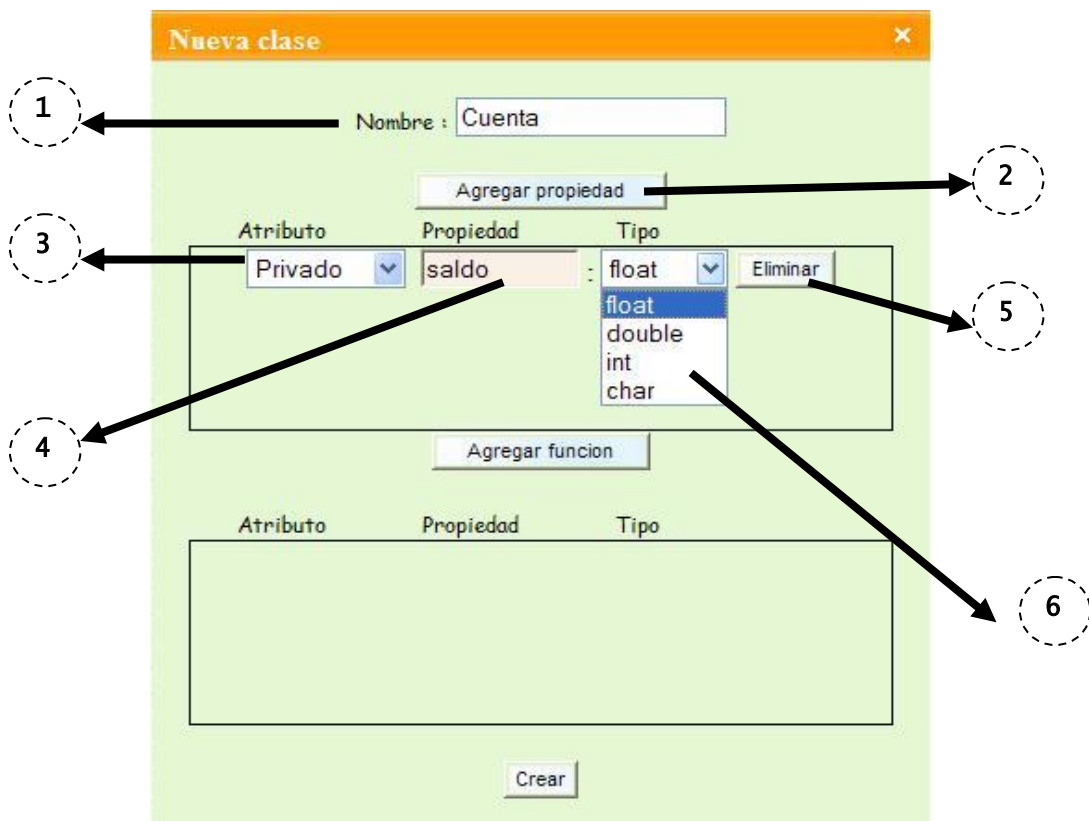 Nueva clase ×
1
Nombre : Cuenta
2
Agregar propiedad
3
Atributo Propiedad Tipo
Privado saldo : float Eliminar
5
float
double
int
char
4
Agregar funcion
Atributo Propiedad Tipo
6
Crear